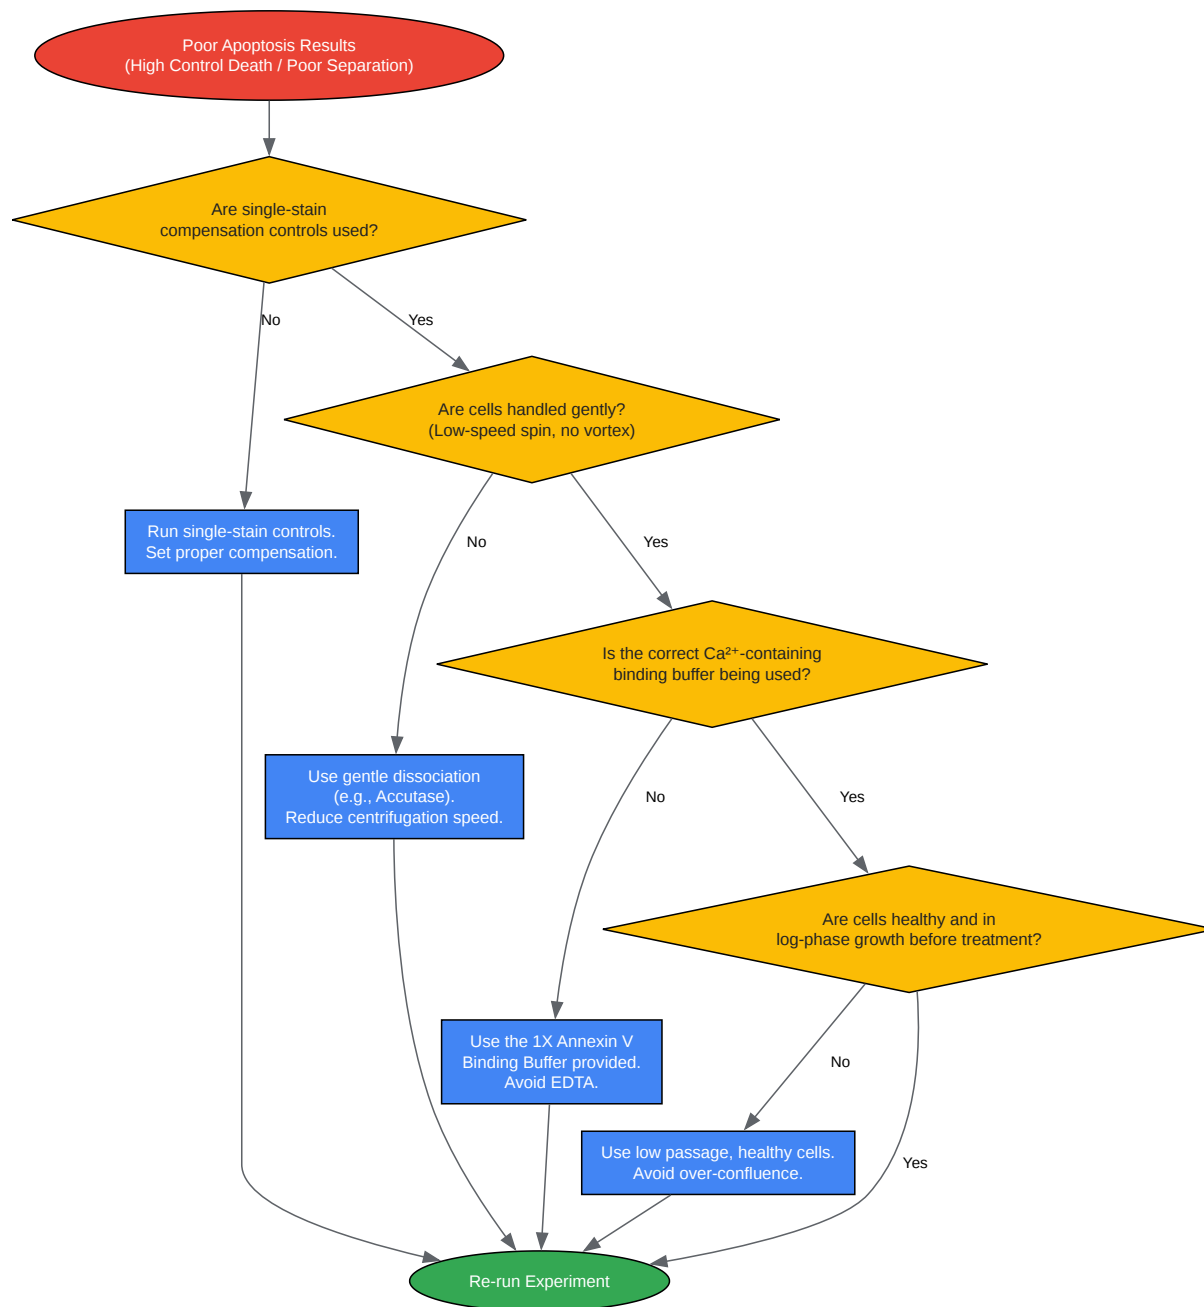 Poor Apoptosis Results
(High Control Death / Poor Separation)
Are single-stain
compensation controls used?
No
Yes
Are cells handled gently?
(Low-speed spin, no vortex)
Run single-stain controls.
Set proper compensation.
No
Yes
Is the correct Ca²⁺-containing
binding buffer being used?
Use gentle dissociation
(e.g., Accutase).
Reduce centrifugation speed.
No
Yes
Are cells healthy and in
log-phase growth before treatment?
Use the 1X Annexin V
Binding Buffer provided.
Avoid EDTA.
No
Use low passage, healthy cells.
Avoid over-confluence.
Yes
Re-run Experiment